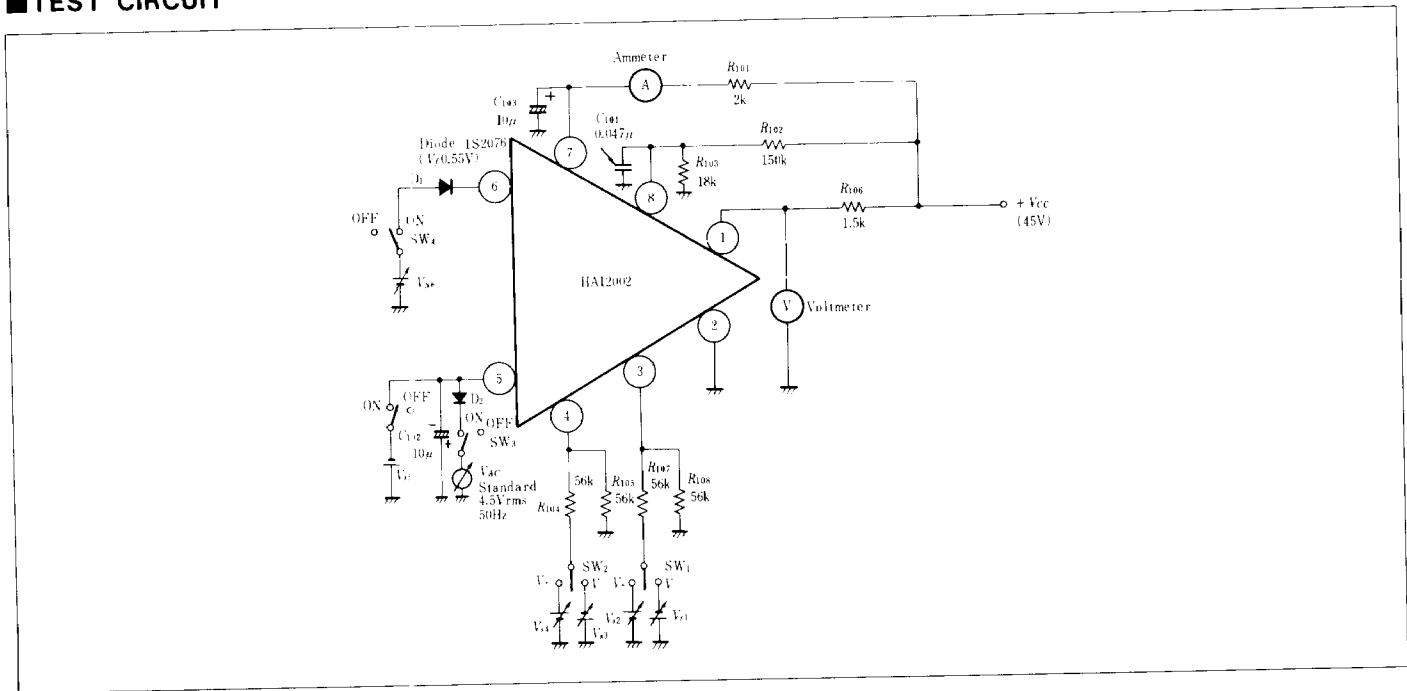 ■TEST CIRCUIT
Ammeter
A
R101
2k
C103
10μ
+
C101
0.047μ
R102
150k
R103
18k
Diode 1S2076
(Vf 0.55V)
D1
6
7
8
1
R106
1.5k
+Vcc
(45V)
OFF
ON
SW4
HA12002
V
Voltmeter
2
3
4
5
ON
OFF
C102
10μ
−
+
D2
ON
OFF
SW3
VAC
Standard
4.5Vrms
50Hz
56k
R104
R105
56k
R107
56k
R108
56k
SW2
SW1
V
V